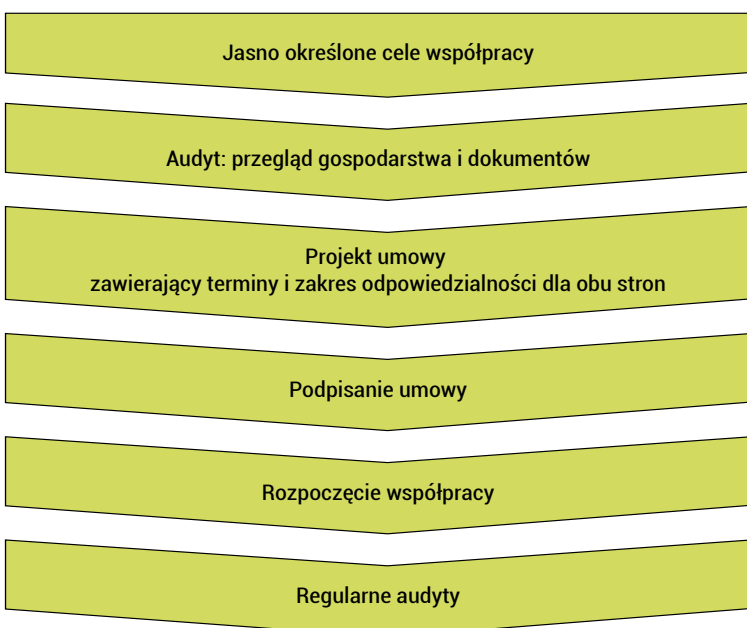 Jasno określone cele współpracy
Audyt: przegląd gospodarstwa i dokumentów
Projekt umowy
zawierający terminy i zakres odpowiedzialności dla obu stron
Podpisanie umowy
Rozpoczęcie współpracy
Regularne audyty